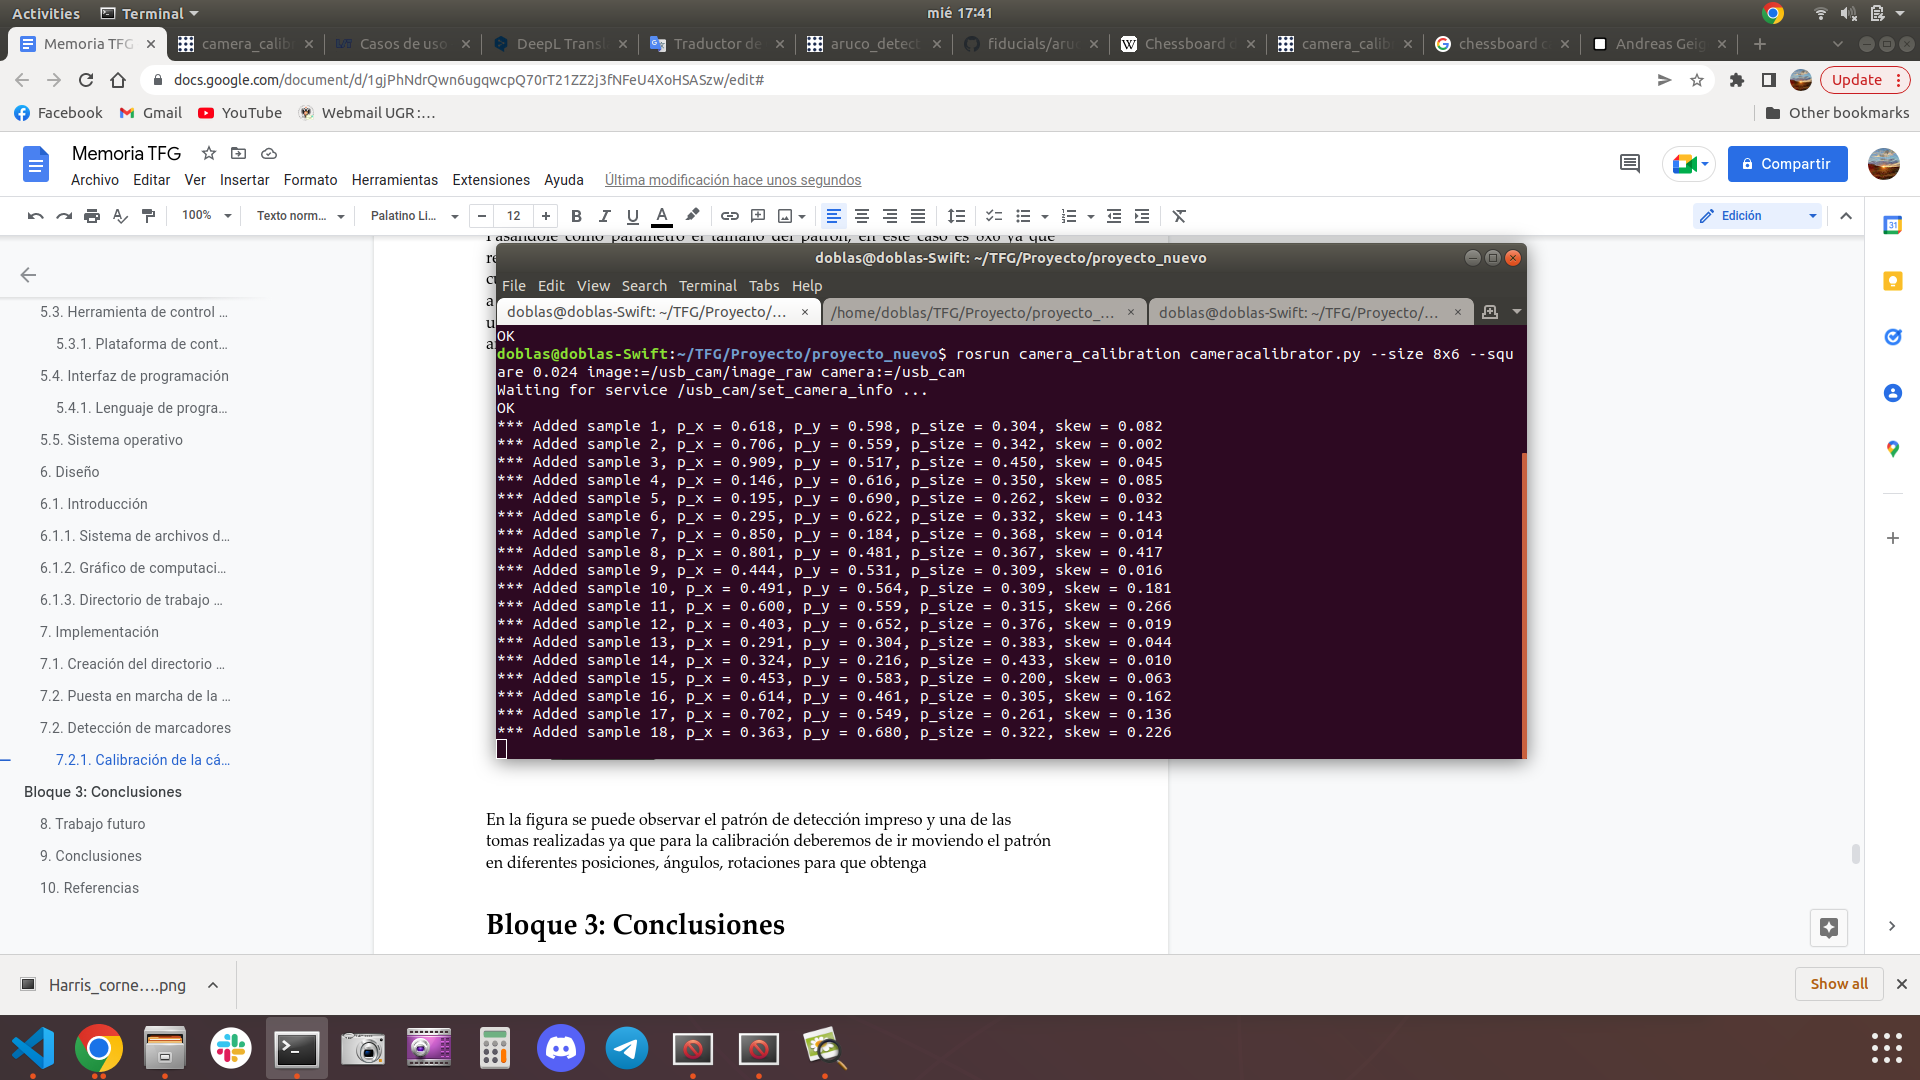 Activities
Terminal
mié 17:41
Memoria TFG
camera_calib
Casos de uso
DeepL Transl
Traductor de
aruco_detect
fiducials/aruc
Chessboard d
camera_calib
chessboard c
Andreas Geig
docs.google.com/document/d/1gjPhNdrQwn6ugqwcpQ70rT21ZZ2j3fNFeU4XoHSASzw/edit#
Update
Facebook
Gmail
YouTube
Webmail UGR :…
Other bookmarks
Memoria TFG
Archivo Editar Ver Insertar Formato Herramientas Extensiones Ayuda
Última modificación hace unos segundos
Compartir
100%
Texto norm...
Palatino Li...
12
Edición
5.3. Herramienta de control …
5.3.1. Plataforma de cont…
5.4. Interfaz de programación
5.4.1. Lenguaje de progra…
5.5. Sistema operativo
6. Diseño
6.1. Introducción
6.1.1. Sistema de archivos d…
6.1.2. Gráfico de computaci…
6.1.3. Directorio de trabajo …
7. Implementación
7.1. Creación del directorio …
7.2. Puesta en marcha de la …
7.2. Detección de marcadores
7.2.1. Calibración de la cá…
Bloque 3: Conclusiones
8. Trabajo futuro
9. Conclusiones
10. Referencias
Pasándole como parámetro el tamaño del patrón, en este caso es 8x6 ya que
doblas@doblas-Swift: ~/TFG/Proyecto/proyecto_nuevo
File Edit View Search Terminal Tabs Help
doblas@doblas-Swift: ~/TFG/Proyecto/...
/home/doblas/TFG/Proyecto/proyecto_...
doblas@doblas-Swift: ~/TFG/Proyecto/...
OK
doblas@doblas-Swift:~/TFG/Proyecto/proyecto_nuevo$ rosrun camera_calibration cameracalibrator.py --size 8x6 --squ
are 0.024 image:=/usb_cam/image_raw camera:=/usb_cam
Waiting for service /usb_cam/set_camera_info ...
OK
*** Added sample 1, p_x = 0.618, p_y = 0.598, p_size = 0.304, skew = 0.082
*** Added sample 2, p_x = 0.706, p_y = 0.559, p_size = 0.342, skew = 0.002
*** Added sample 3, p_x = 0.909, p_y = 0.517, p_size = 0.450, skew = 0.045
*** Added sample 4, p_x = 0.146, p_y = 0.616, p_size = 0.350, skew = 0.085
*** Added sample 5, p_x = 0.195, p_y = 0.690, p_size = 0.262, skew = 0.032
*** Added sample 6, p_x = 0.295, p_y = 0.622, p_size = 0.332, skew = 0.143
*** Added sample 7, p_x = 0.850, p_y = 0.184, p_size = 0.368, skew = 0.014
*** Added sample 8, p_x = 0.801, p_y = 0.481, p_size = 0.367, skew = 0.417
*** Added sample 9, p_x = 0.444, p_y = 0.531, p_size = 0.309, skew = 0.016
*** Added sample 10, p_x = 0.491, p_y = 0.564, p_size = 0.309, skew = 0.181
*** Added sample 11, p_x = 0.600, p_y = 0.559, p_size = 0.315, skew = 0.266
*** Added sample 12, p_x = 0.403, p_y = 0.652, p_size = 0.376, skew = 0.019
*** Added sample 13, p_x = 0.291, p_y = 0.304, p_size = 0.383, skew = 0.044
*** Added sample 14, p_x = 0.324, p_y = 0.216, p_size = 0.433, skew = 0.010
*** Added sample 15, p_x = 0.453, p_y = 0.583, p_size = 0.200, skew = 0.063
*** Added sample 16, p_x = 0.614, p_y = 0.461, p_size = 0.305, skew = 0.162
*** Added sample 17, p_x = 0.702, p_y = 0.549, p_size = 0.261, skew = 0.136
*** Added sample 18, p_x = 0.363, p_y = 0.680, p_size = 0.322, skew = 0.226
En la figura se puede observar el patrón de detección impreso y una de las
tomas realizadas ya que para la calibración deberemos de ir moviendo el patrón
en diferentes posiciones, ángulos, rotaciones para que obtenga
Bloque 3: Conclusiones
Harris_corne….png
Show all